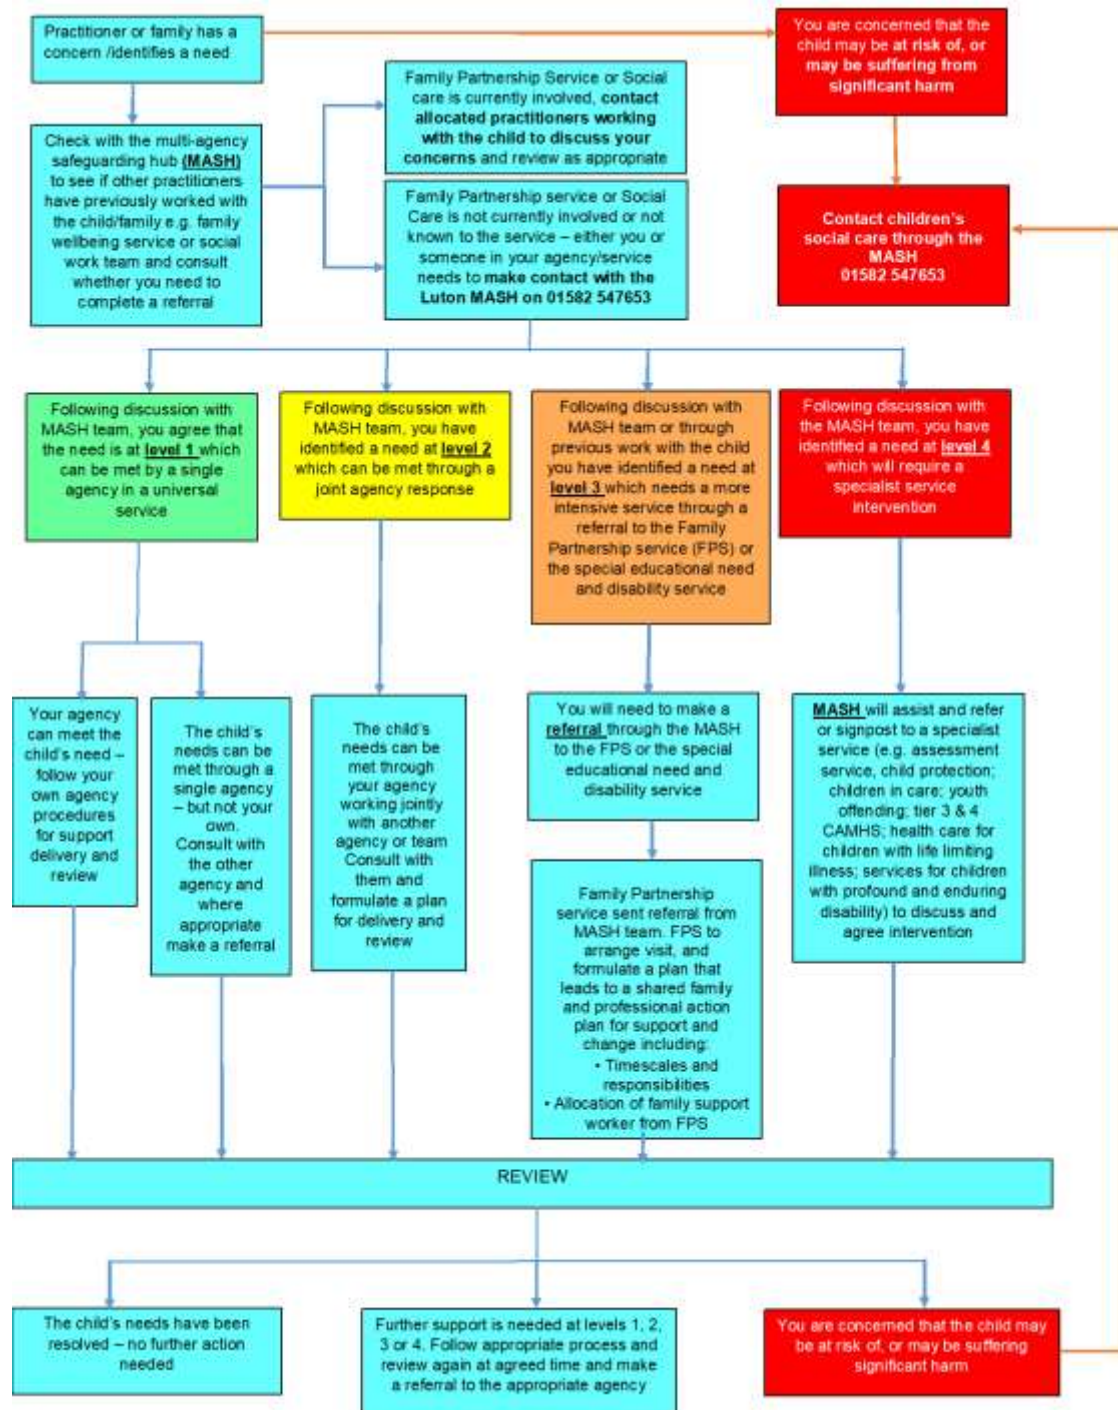 Practitioner or family has a
concern /identifies a need
You are concerned that the
child may be at risk of, or
may be suffering from
significant harm
Family Partnership Service or Social
care is currently involved, contact
allocated practitioners working
with the child to discuss your
concerns and review as appropriate
Check with the multi-agency
safeguarding hub (MASH)
to see if other practitioners
have previously worked with
the child/family e.g. family
wellbeing service or social
work team and consult
whether you need to
complete a referral
Family Partnership service or Social
Care is not currently involved or not
known to the service – either you or
someone in your agency/service
needs to make contact with the
Luton MASH on 01582 547653
Contact children's
social care through the
MASH
01582 547653
Following discussion with
MASH team, you agree that
the need is at level 1 which
can be met by a single
agency in a universal
service
Following discussion with
MASH team, you have
identified a need at level 2
which can be met through a
joint agency response
Following discussion with
MASH team or through
previous work with the child
you have identified a need at
level 3 which needs a more
intensive service through a
referral to the Family
Partnership service (FPS) or
the special educational need
and disability service
Following discussion with
the MASH team, you have
identified a need at level 4
which will require a
specialist service
intervention
Your agency
can meet the
child's need –
follow your
own agency
procedures
for support
delivery and
review
The child's
needs can be
met through a
single agency
– but not your
own.
Consult with
the other
agency and
where
appropriate
make a referral
The child's
needs can be
met through
your agency
working jointly
with another
agency or team
Consult with
them and
formulate a plan
for delivery and
review
You will need to make a
referral through the MASH
to the FPS or the special
educational need and
disability service
MASH will assist and refer
or signpost to a specialist
service (e.g. assessment
service, child protection;
children in care; youth
offending; tier 3 & 4
CAMHS; health care for
children with life limiting
illness; services for children
with profound and enduring
disability) to discuss and
agree intervention
Family Partnership
service sent referral from
MASH team. FPS to
arrange visit, and
formulate a plan that
leads to a shared family
and professional action
plan for support and
change including:
• Timescales and
responsibilities
• Allocation of family support
worker from FPS
REVIEW
The child's needs have been
resolved – no further action
needed
Further support is needed at levels 1, 2,
3 or 4. Follow appropriate process and
review again at agreed time and make
a referral to the appropriate agency
You are concerned that the child may
be at risk of, or may be suffering
significant harm